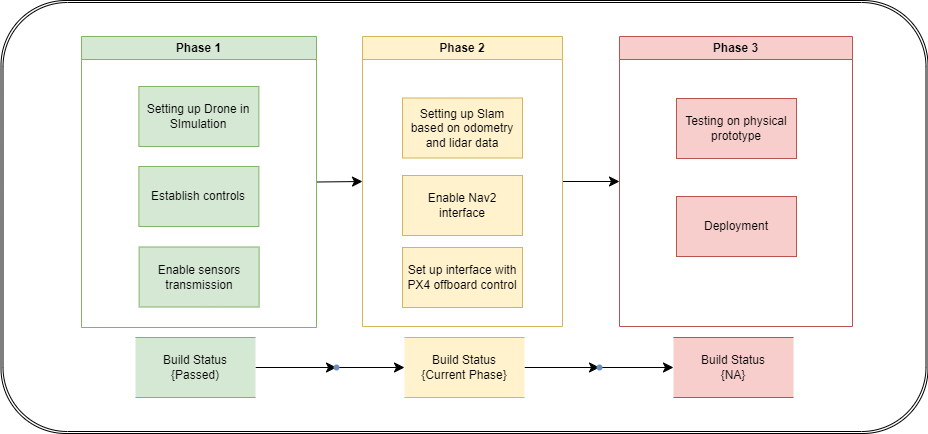 Phase 1
Setting up Drone in
SImulation
Establish controls
Enable sensors
transmission
Phase 2
Setting up Slam
based on odometry
and lidar data
Enable Nav2
interface
Set up interface with
PX4 offboard control
Phase 3
Testing on physical
prototype
Deployment
Build Status
{Passed)
Build Status
{Current Phase}
Build Status
{NA}